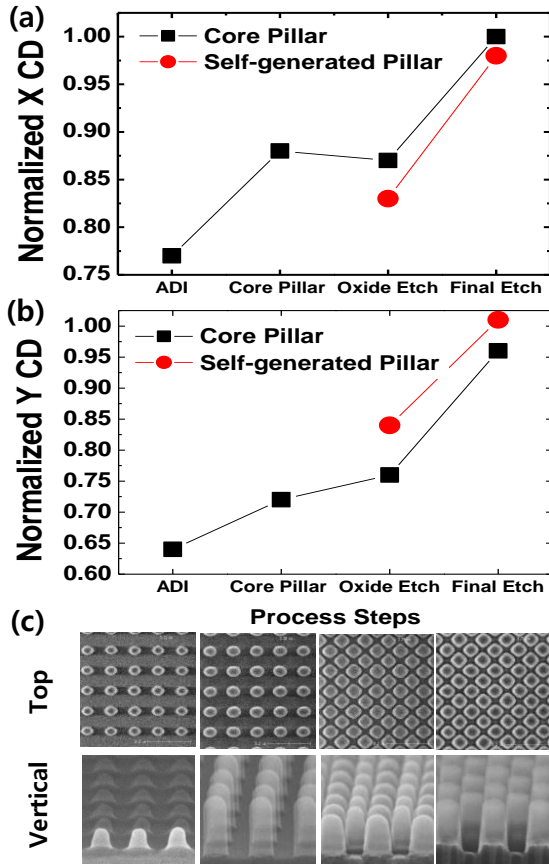 (a)
Core Pillar
Self-generated Pillar
Normalized X CD
1.00
0.95
0.90
0.85
0.80
0.75
ADI Core Pillar Oxide Etch Final Etch
(b)
Core Pillar
Self-generated Pillar
Normalized Y CD
1.00
0.95
0.90
0.85
0.80
0.75
0.70
0.65
0.60
ADI Core Pillar Oxide Etch Final Etch
Process Steps
(c)
Top
Vertical